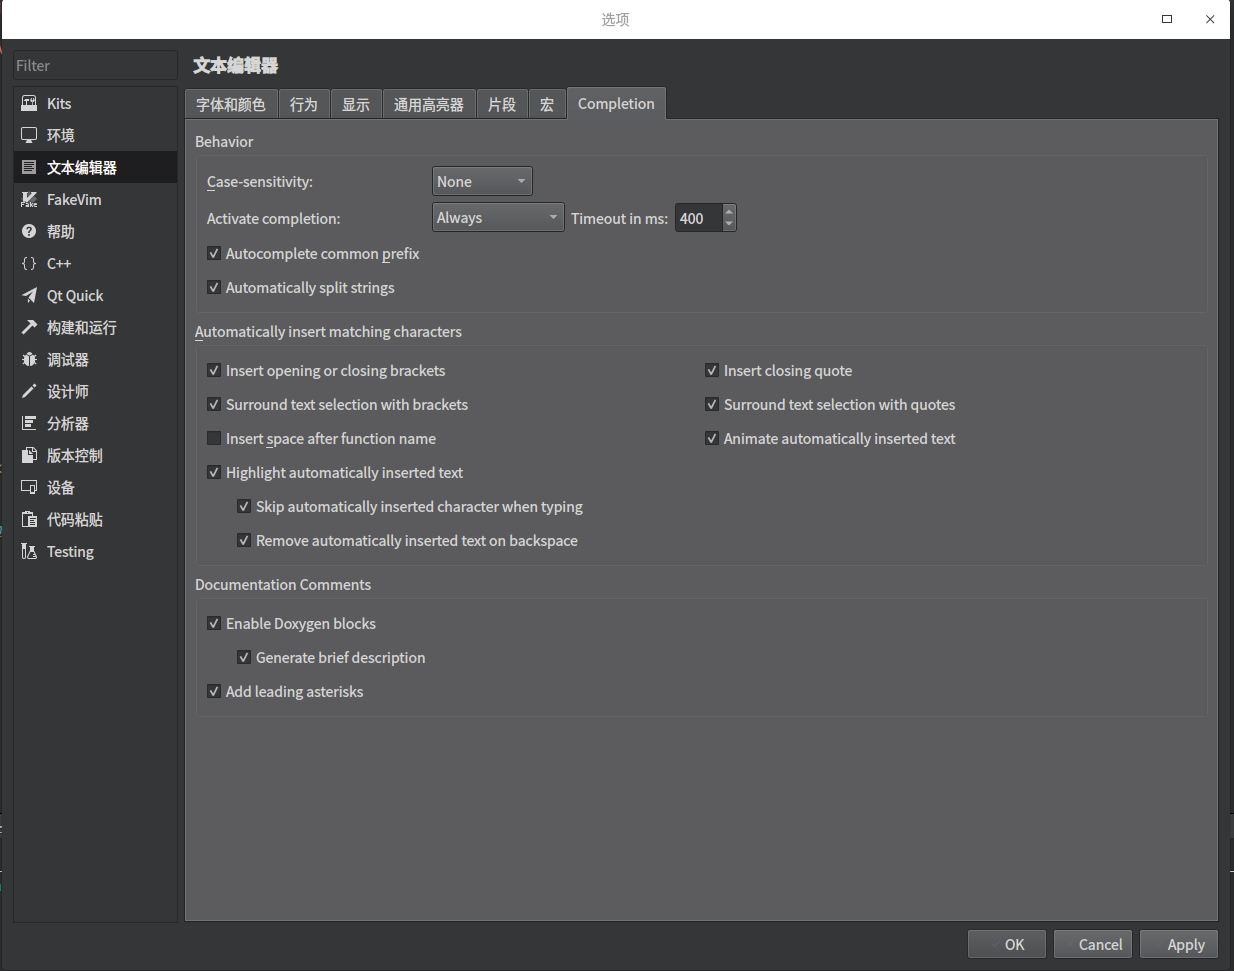 选项
Filter
Kits
环境
文本编辑器
FakeVim
帮助
C++
Qt Quick
构建和运行
调试器
设计师
分析器
版本控制
设备
代码粘贴
Testing
文本编辑器
字体和颜色 行为 显示 通用高亮器 片段 宏 Completion
Behavior
Case-sensitivity: None
Activate completion: Always Timeout in ms: 400
Autocomplete common prefix
Automatically split strings
Automatically insert matching characters
Insert opening or closing brackets Insert closing quote
Surround text selection with brackets Surround text selection with quotes
Insert space after function name Animate automatically inserted text
Highlight automatically inserted text
Skip automatically inserted character when typing
Remove automatically inserted text on backspace
Documentation Comments
Enable Doxygen blocks
Generate brief description
Add leading asterisks
OK Cancel Apply